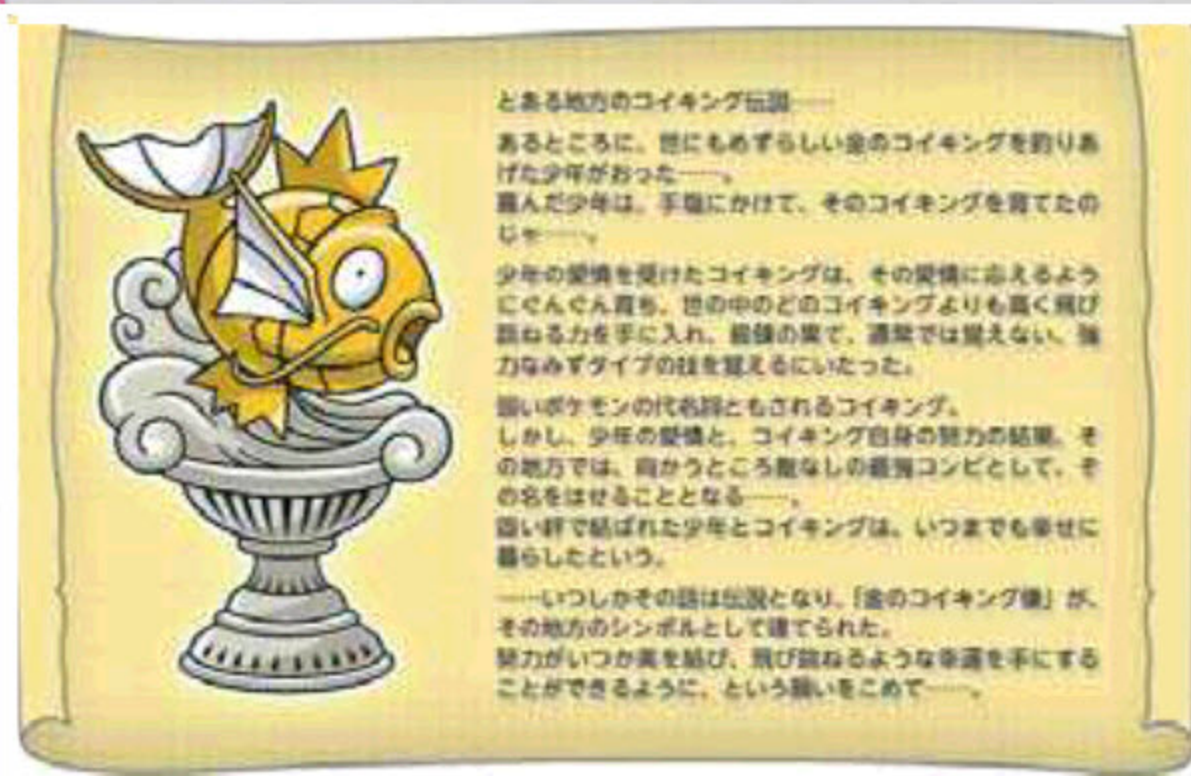 とある地方のコイキング伝説……
あるところに、世にもめずらしい金のコイキングを釣りあ
げた少年がおった……。
喜んだ少年は、手塩にかけて、そのコイキングを育てたの
じゃ……。
少年の愛情を受けたコイキングは、その愛情に応えるよう
にぐんぐん育ち、世の中のどのコイキングよりも高く飛び
跳ねる力を手に入れ、鍛錬の果て、通常では覚えない、強
力なみずタイプの技を覚えるにいたった。
弱いポケモンの代名詞ともされるコイキング。
しかし、少年の愛情と、コイキング自身の努力の結果、そ
の地方では、向かうところ敵なしの最強コンビとして、そ
の名をはせることとなる……。
固い絆で結ばれた少年とコイキングは、いつまでも幸せに
暮らしたという。
……いつしかその話は伝説となり、「金のコイキング像」が、
その地方のシンボルとして建てられた。
努力がいつか実を結び、飛び跳ねるような幸運を手にする
ことができるように、という願いをこめて……。